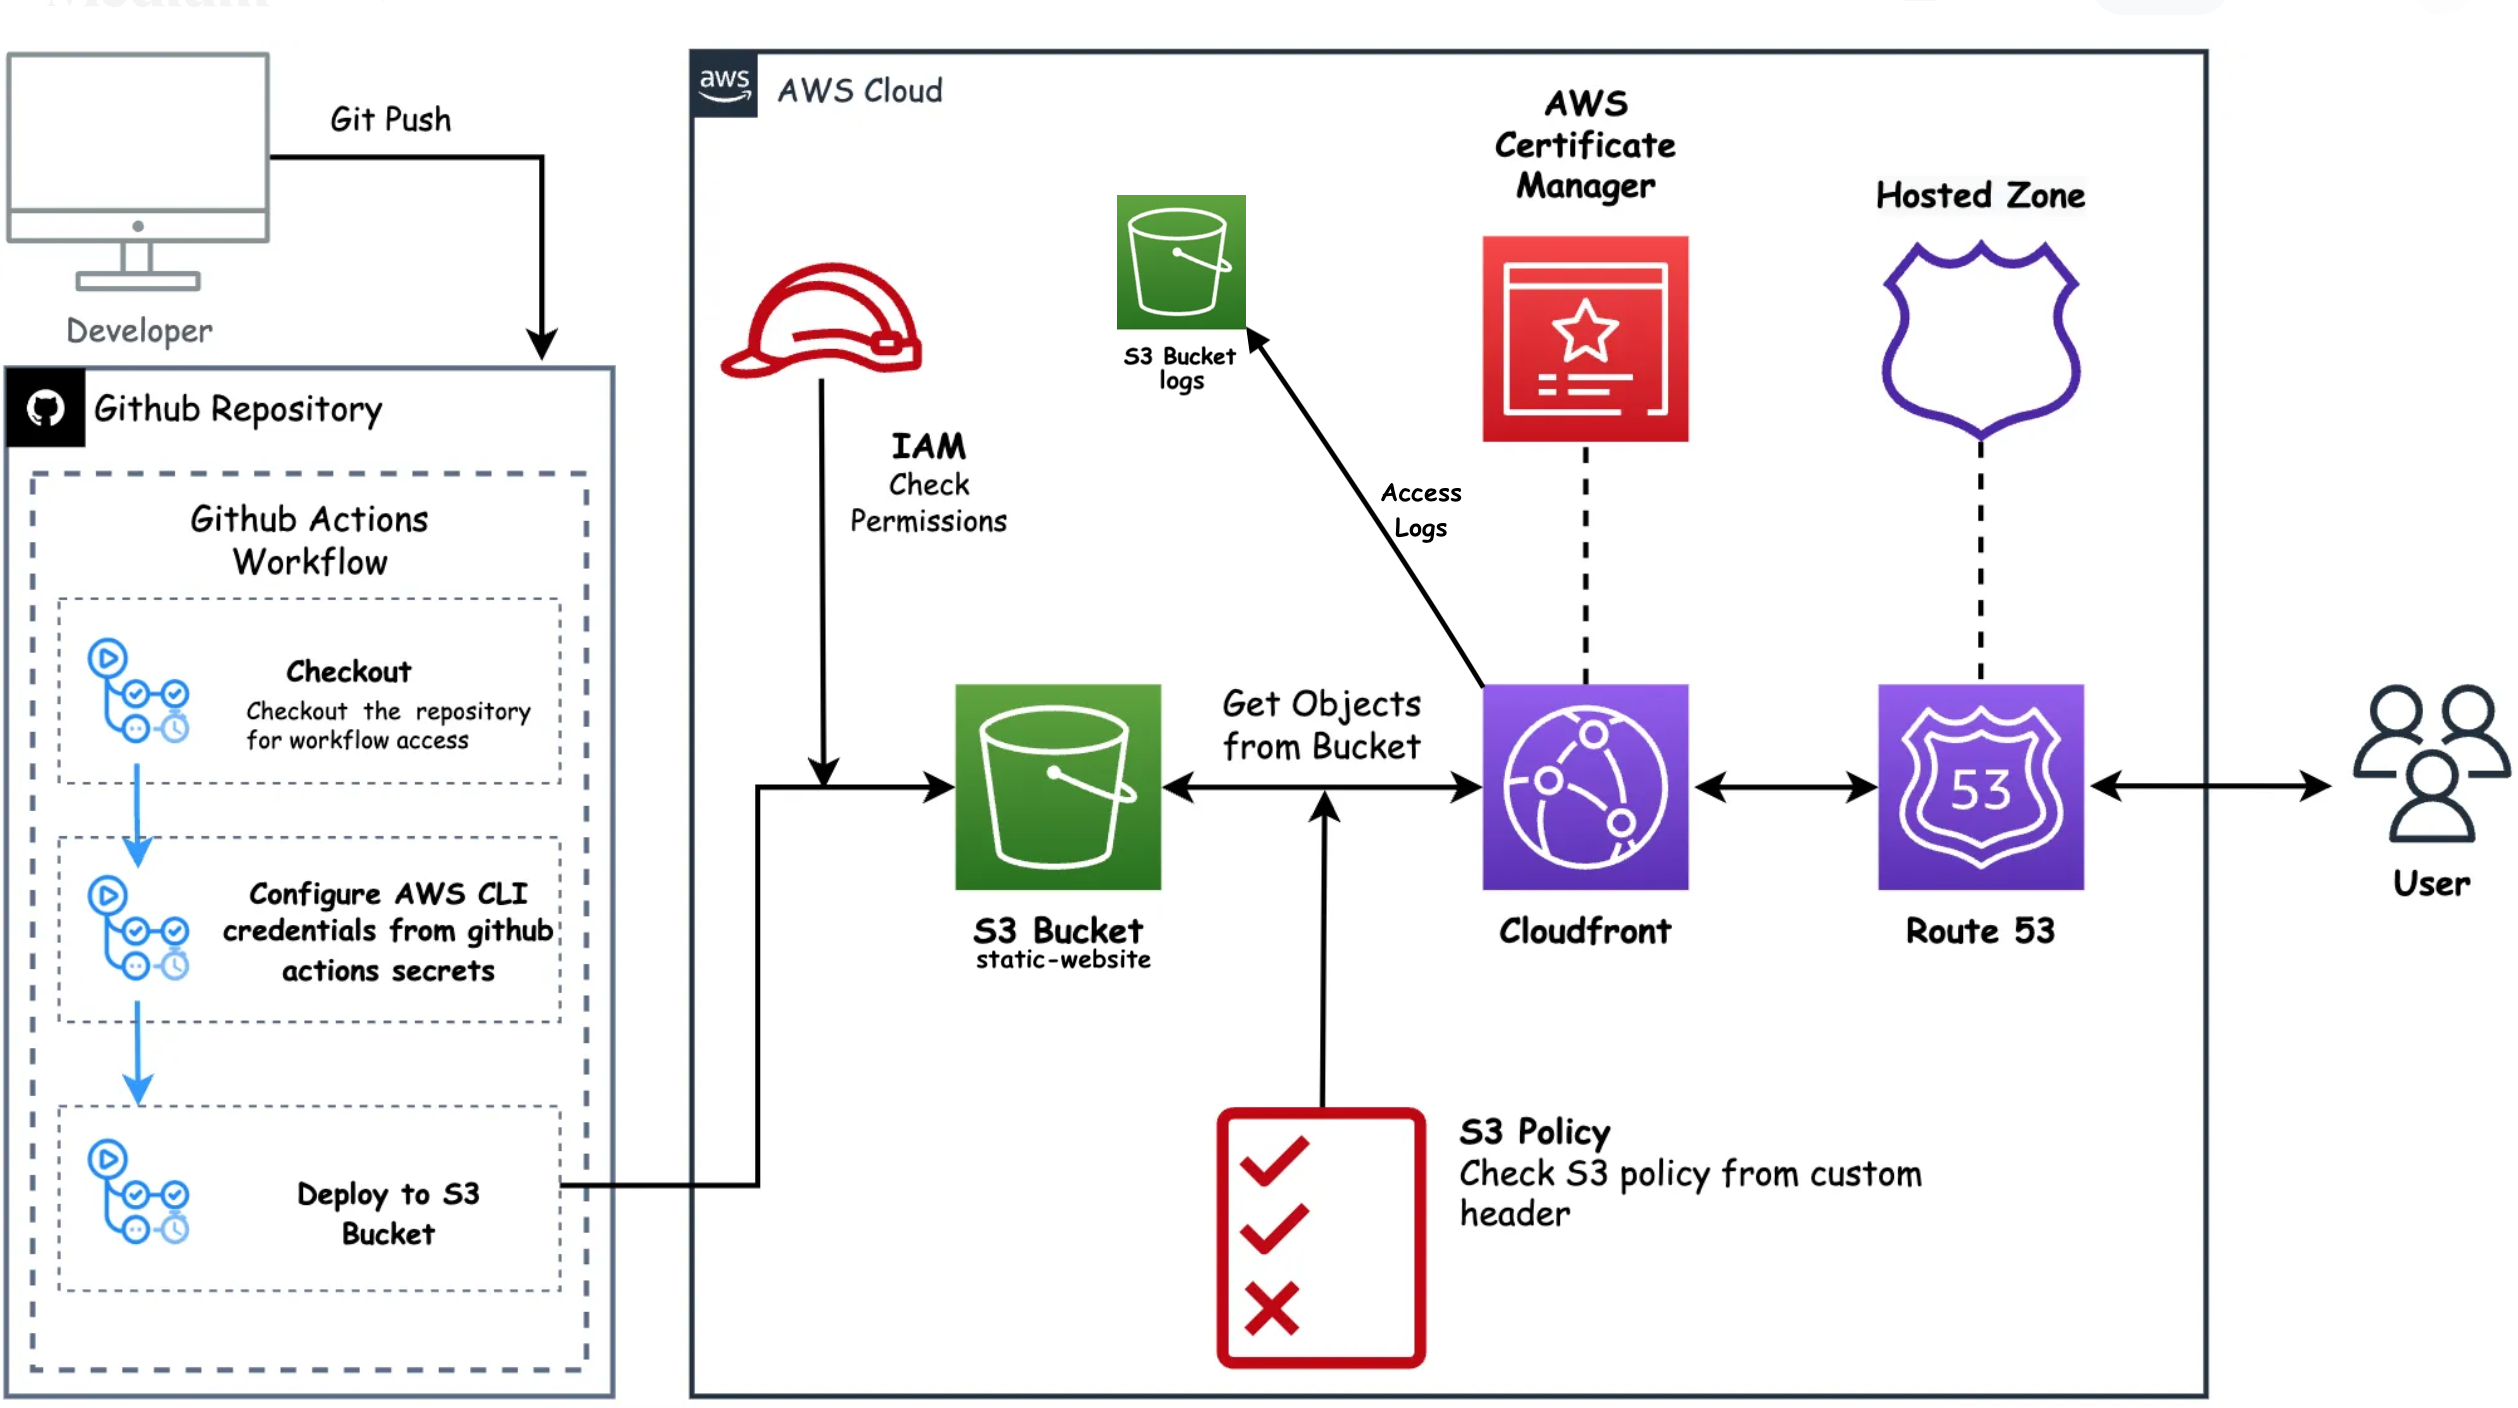 Git Push
Developer
Github Repository
Github Actions
Workflow
Checkout
Checkout the repository
for workflow access
Configure AWS CLI
credentials from github
actions secrets
Deploy to S3
Bucket
aws
AWS Cloud
IAM
Check
Permissions
S3 Bucket
logs
Access
Logs
AWS
Certificate
Manager
Hosted Zone
S3 Bucket
static-website
Get Objects
from Bucket
Cloudfront
53
Route 53
User
S3 Policy
Check S3 policy from custom
header